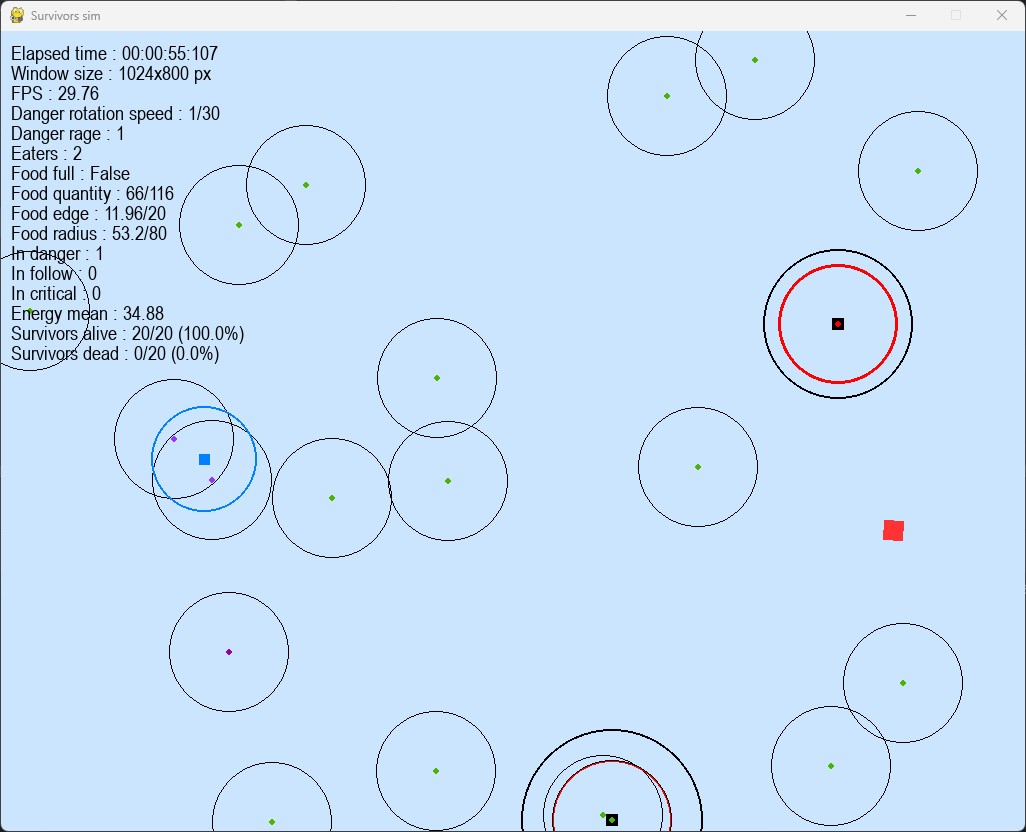 Survivors sim
Elapsed time : 00:00:55:107
Window size : 1024x800 px
FPS : 29.76
Danger rotation speed : 1/30
Danger rage : 1
Eaters : 2
Food full : False
Food quantity : 66/116
Food edge : 11.96/20
Food radius : 53.2/80
In danger : 1
In follow : 0
In critical : 0
Energy mean : 34.88
Survivors alive : 20/20 (100.0%)
Survivors dead : 0/20 (0.0%)